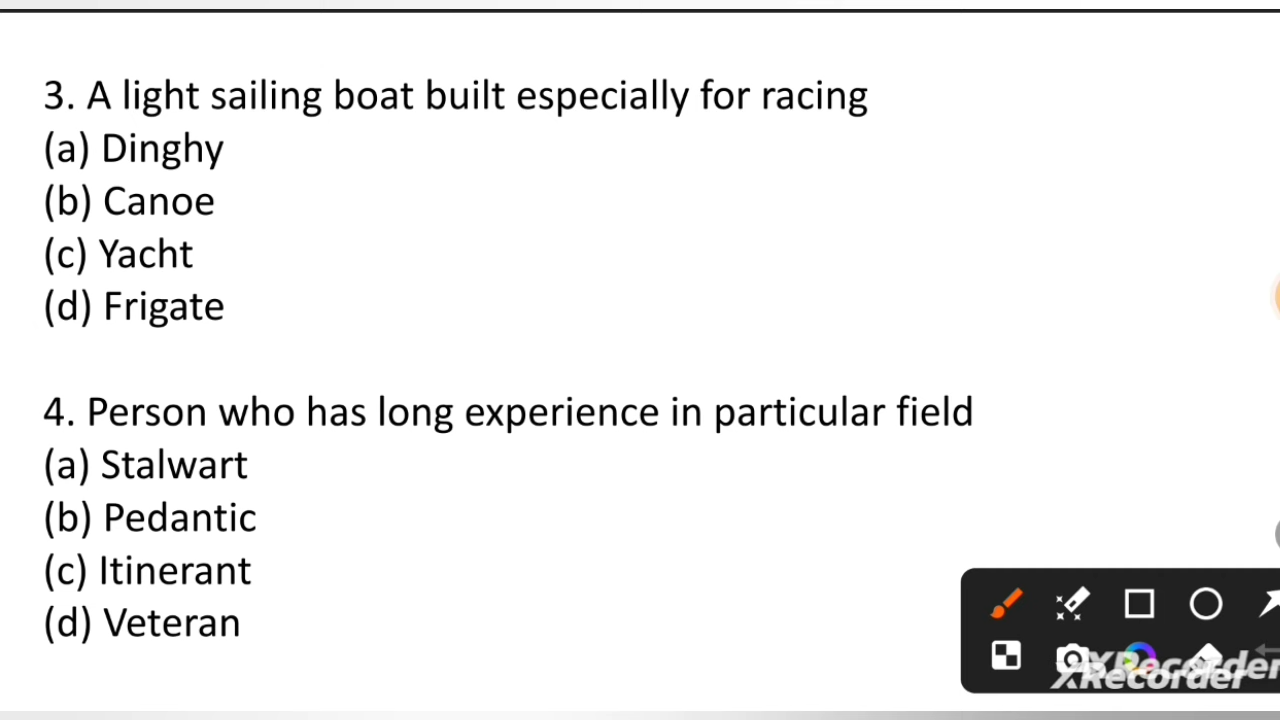 3. A light sailing boat built especially for racing
(a) Dinghy
(b) Canoe
(c) Yacht
(d) Frigate
4. Person who has long experience in particular field
(a) Stalwart
(b) Pedantic
(c) Itinerant
(d) Veteran
XRecorder
XRecorder